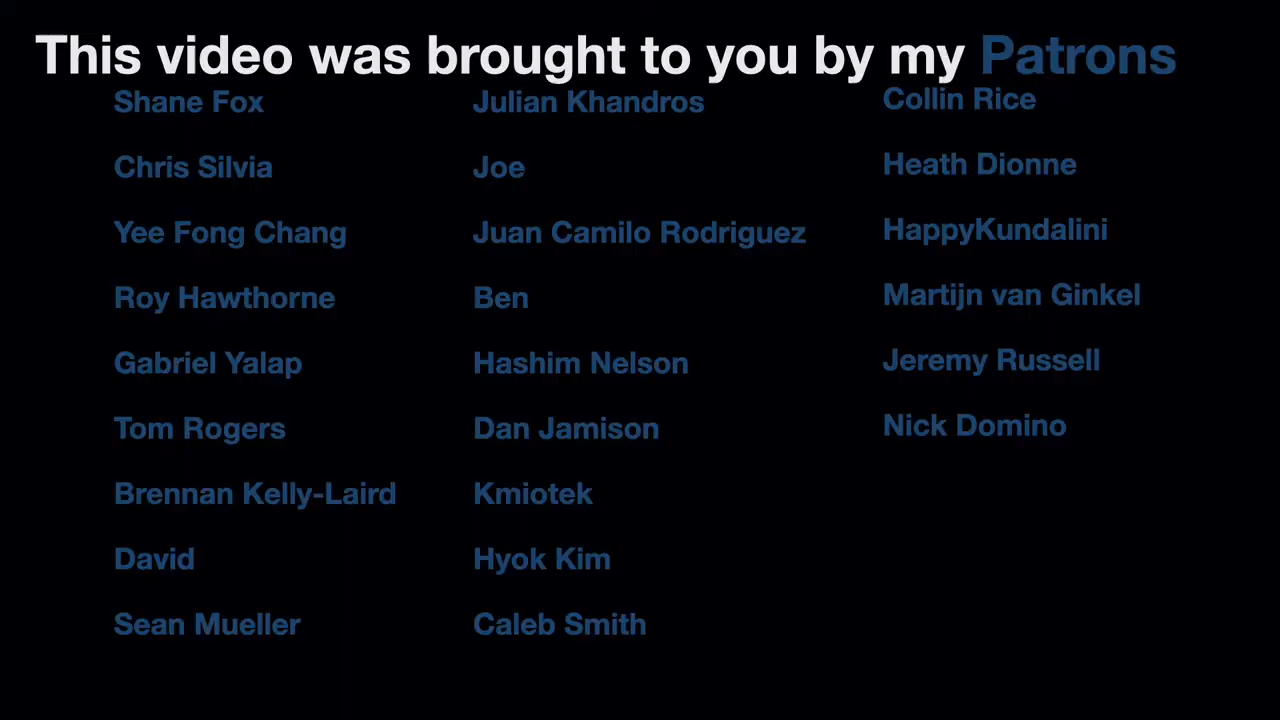 This video was brought to you by my Patrons
Shane Fox
Chris Silvia
Yee Fong Chang
Roy Hawthorne
Gabriel Yalap
Tom Rogers
Brennan Kelly-Laird
David
Sean Mueller
Julian Khandros
Joe
Juan Camilo Rodriguez
Ben
Hashim Nelson
Dan Jamison
Kmiotek
Hyok Kim
Caleb Smith
Collin Rice
Heath Dionne
HappyKundalini
Martijn van Ginkel
Jeremy Russell
Nick Domino